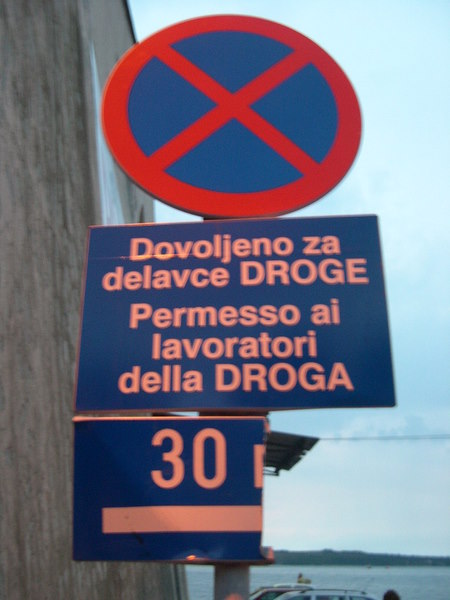 Dovoljeno za
delavce DROGE
Permesso ai
lavoratori
della DROGA
30